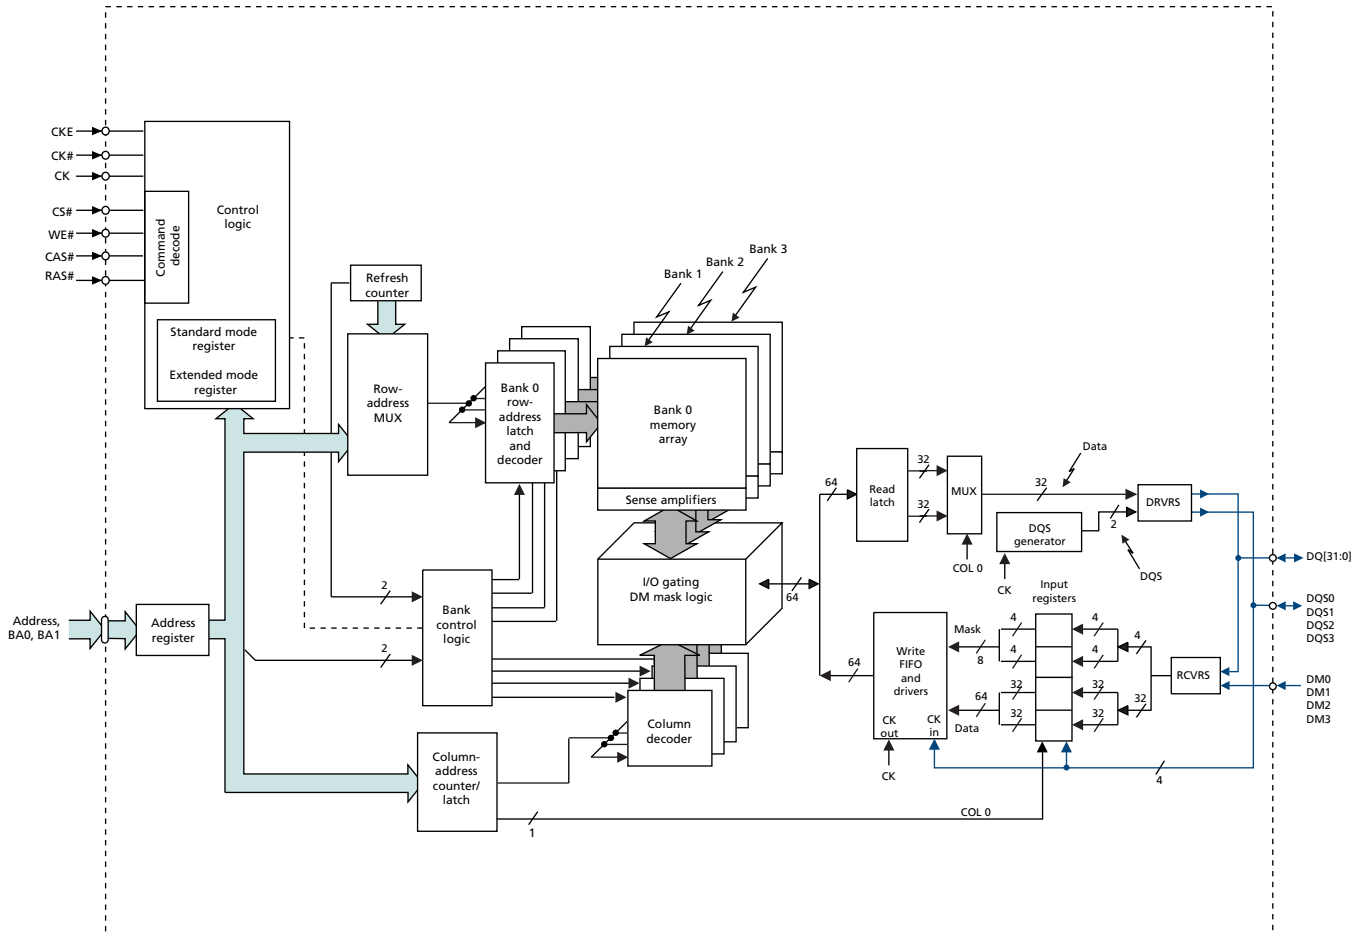 CKE
CK#
CK
CS#
WE#
CAS#
RAS#
Command
decode
Control
logic
Standard mode
register
Extended mode
register
Refresh
counter
Row-
address
MUX
Bank 0
row-
address
latch
and
decoder
Bank 1
Bank 2
Bank 3
Bank 0
memory
array
Sense amplifiers
I/O gating
DM mask logic
2
2
Bank
control
logic
Address,
BA0, BA1
Address
register
Column-
address
counter/
latch
Column
decoder
1
COL 0
64
64
64
Read
latch
32
32
MUX
COL 0
32
Data
DQS
generator
CK
2
DQS
DRVRS
DQ[31:0]
DQS0
DQS1
DQS2
DQS3
DM0
DM1
DM2
DM3
RCVRS
Input
registers
4
4
4
4
4
32
32
32
32
32
Mask
8
64
Data
Write
FIFO
and
drivers
CK
out
CK
in
CK
4